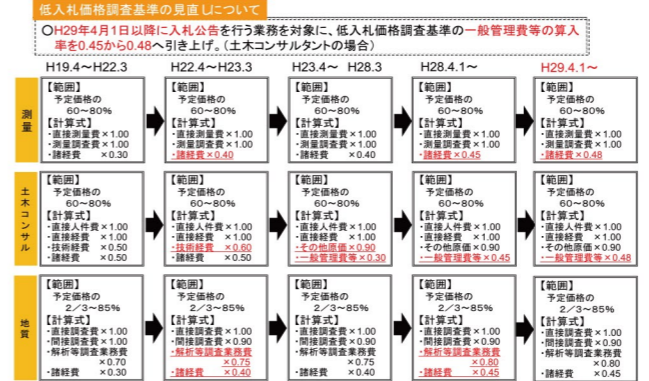 低入札価格調査基準の見直しについて
○H29年4月1日以降に入札公告を行う業務を対象に、低入札価格調査基準の一般管理費等の算入
率を0.45から0.48へ引き上げ。(土木コンサルタントの場合)
H19.4～H22.3
H22.4～H23.3
H23.4～ H28.3
H28.4.1～
H29.4.1～
測量
【範囲】
予定価格の
60～80%
【計算式】
・直接測量費×1.00
・測量調査費×1.00
・諸経費 ×0.30
【範囲】
予定価格の
60～80%
【計算式】
・直接測量費×1.00
・測量調査費×1.00
・諸経費×0.40
【範囲】
予定価格の
60～80%
【計算式】
・直接測量費×1.00
・測量調査費×1.00
・諸経費 ×0.40
【範囲】
予定価格の
60～80%
【計算式】
・直接測量費×1.00
・測量調査費×1.00
・諸経費×0.45
【範囲】
予定価格の
60～80%
【計算式】
・直接測量費×1.00
・測量調査費×1.00
・諸経費×0.48
土木コンサル
【範囲】
予定価格の
60～80%
【計算式】
・直接人件費×1.00
・直接経費 ×1.00
・技術経費 ×0.50
・諸経費 ×0.50
【範囲】
予定価格の
60～80%
【計算式】
・直接人件費×1.00
・直接経費 ×1.00
・技術経費 ×0.60
・諸経費 ×0.50
【範囲】
予定価格の
60～80%
【計算式】
・直接人件費×1.00
・直接経費 ×1.00
・その他原価×0.90
・一般管理費等×0.30
【範囲】
予定価格の
60～80%
【計算式】
・直接人件費×1.00
・直接経費 ×1.00
・その他原価×0.90
・一般管理費等×0.45
【範囲】
予定価格の
60～80%
【計算式】
・直接人件費×1.00
・直接経費 ×1.00
・その他原価×0.90
・一般管理費等×0.48
地質
【範囲】
予定価格の
2/3～85%
【計算式】
・直接調査費×1.00
・間接調査費×1.00
・解析等調査業務費
×0.70
・諸経費 ×0.30
【範囲】
予定価格の
2/3～85%
【計算式】
・直接調査費×1.00
・間接調査費×0.90
・解析等調査業務費
×0.75
・諸経費 ×0.40
【範囲】
予定価格の
2/3～85%
【計算式】
・直接調査費×1.00
・間接調査費×0.90
・解析等調査業務費
×0.75
・諸経費 ×0.40
【範囲】
予定価格の
2/3～85%
【計算式】
・直接調査費×1.00
・間接調査費×0.90
・解析等調査業務費
×0.80
・諸経費 ×0.45
【範囲】
予定価格の
2/3～85%
【計算式】
・直接調査費×1.00
・間接調査費×0.90
・解析等調査業務費
×0.80
・諸経費 ×0.45